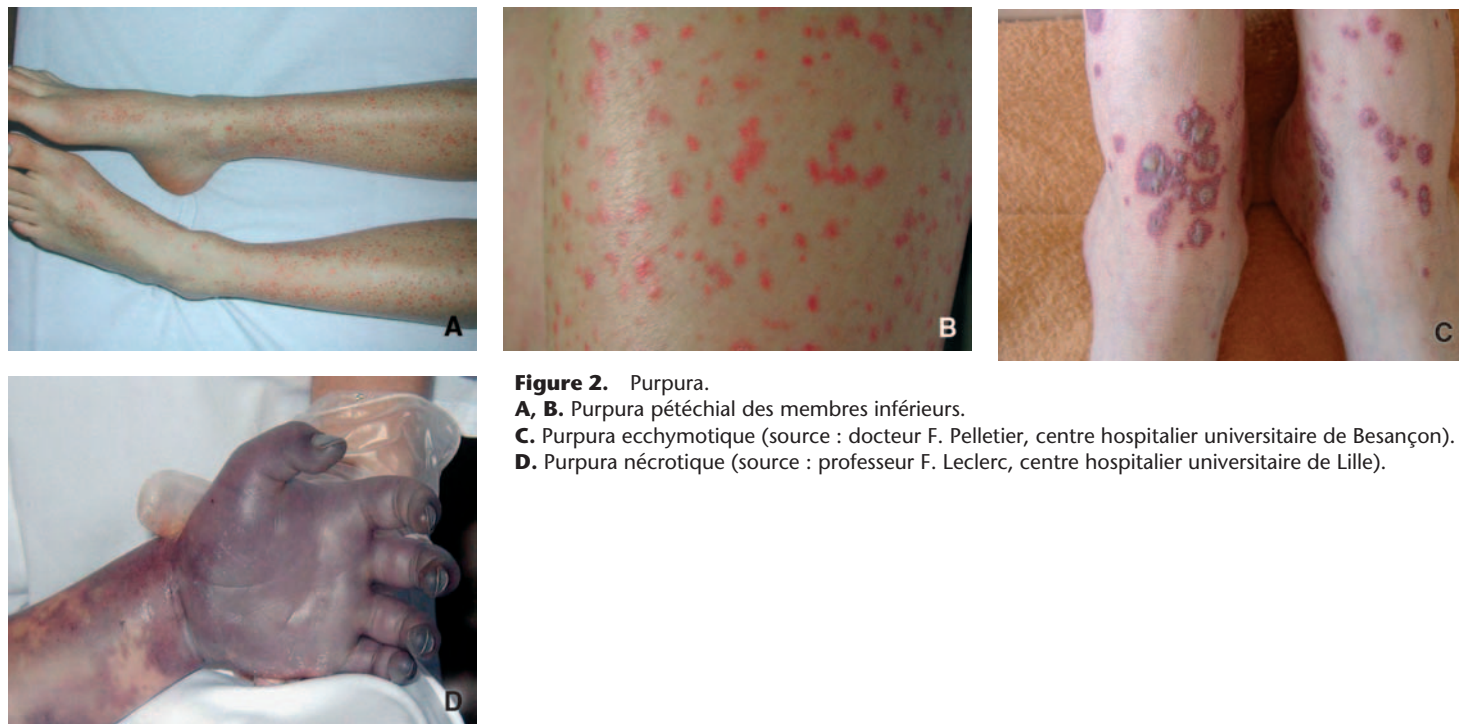 A
B
C
D
Figure 2. Purpura.
A, B. Purpura pétéchial des membres inférieurs.
C. Purpura ecchymotique (source : docteur F. Pelletier, centre hospitalier universitaire de Besançon).
D. Purpura nécrotique (source : professeur F. Leclerc, centre hospitalier universitaire de Lille).